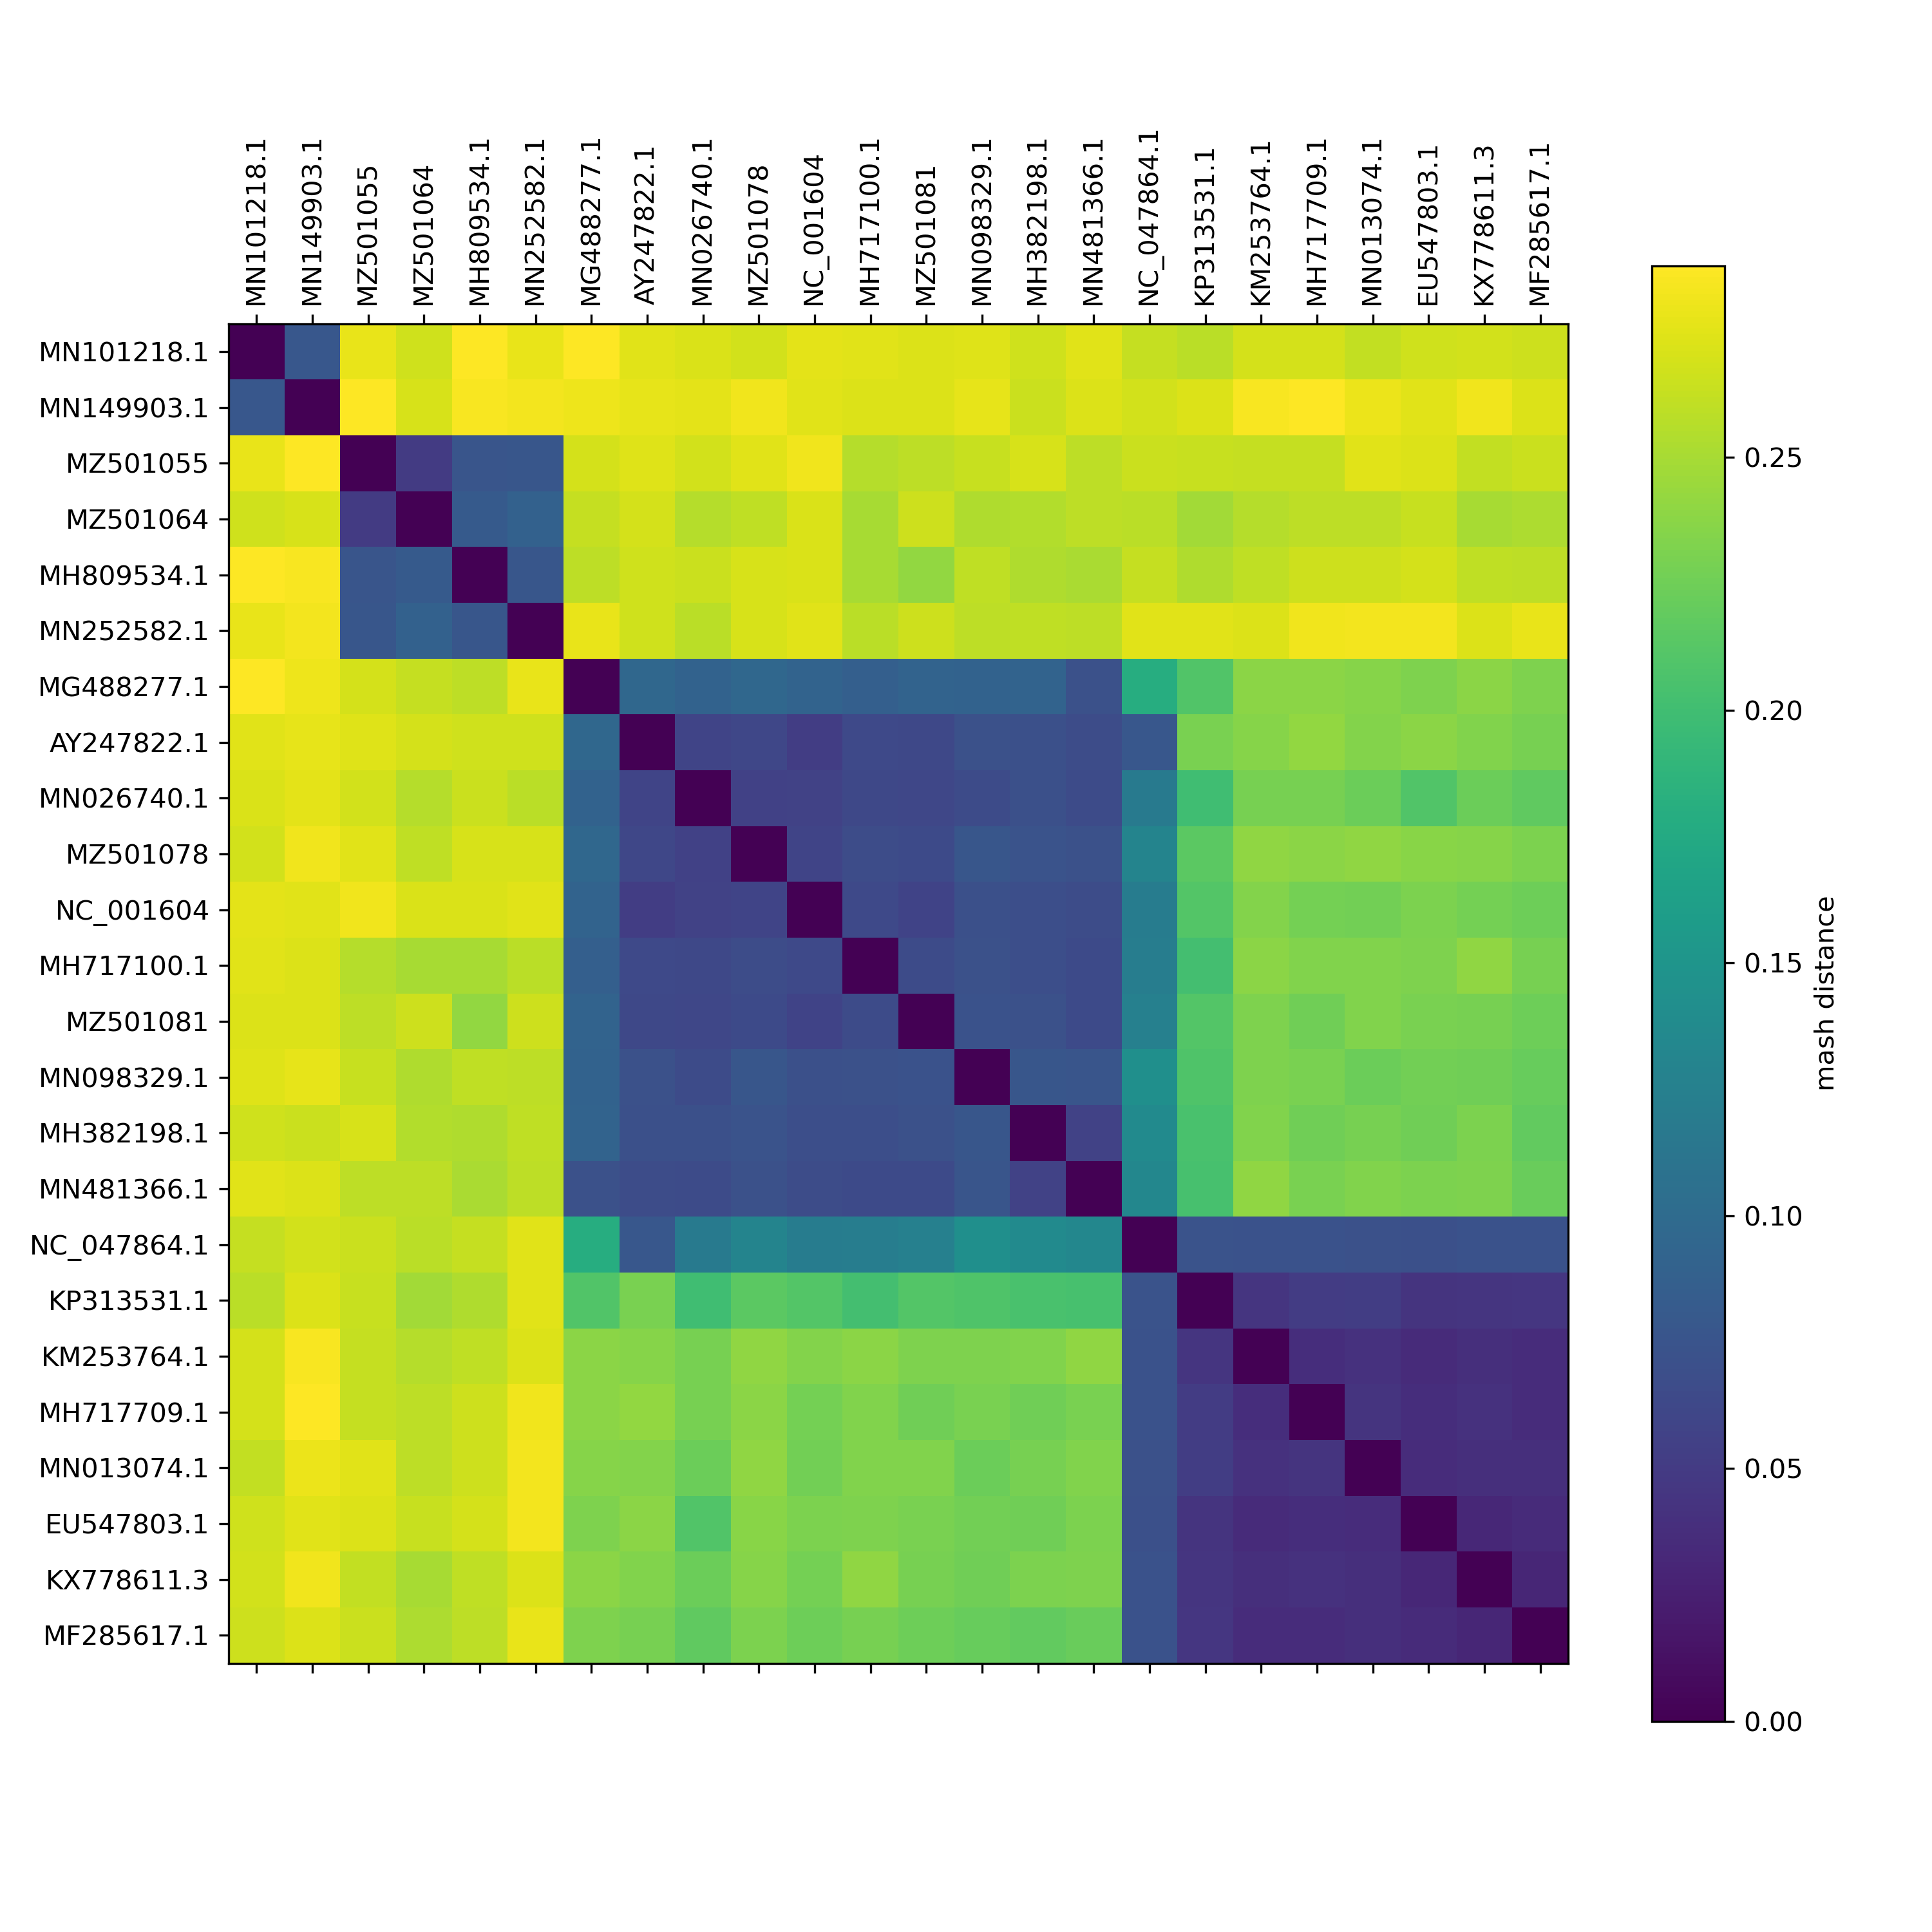 MN101218.1
MN149903.1
MZ501055
MZ501064
MH809534.1
MN252582.1
MG488277.1
AY247822.1
MN026740.1
MZ501078
NC_001604
MH717100.1
MZ501081
MN098329.1
MH382198.1
MN481366.1
NC_047864.1
KP313531.1
KM253764.1
MH717709.1
MN013074.1
EU547803.1
KX778611.3
MF285617.1
MN101218.1
MN149903.1
MZ501055
MZ501064
MH809534.1
MN252582.1
MG488277.1
AY247822.1
MN026740.1
MZ501078
NC_001604
MH717100.1
MZ501081
MN098329.1
MH382198.1
MN481366.1
NC_047864.1
KP313531.1
KM253764.1
MH717709.1
MN013074.1
EU547803.1
KX778611.3
MF285617.1
0.25
0.20
0.15
0.10
0.05
0.00
mash distance